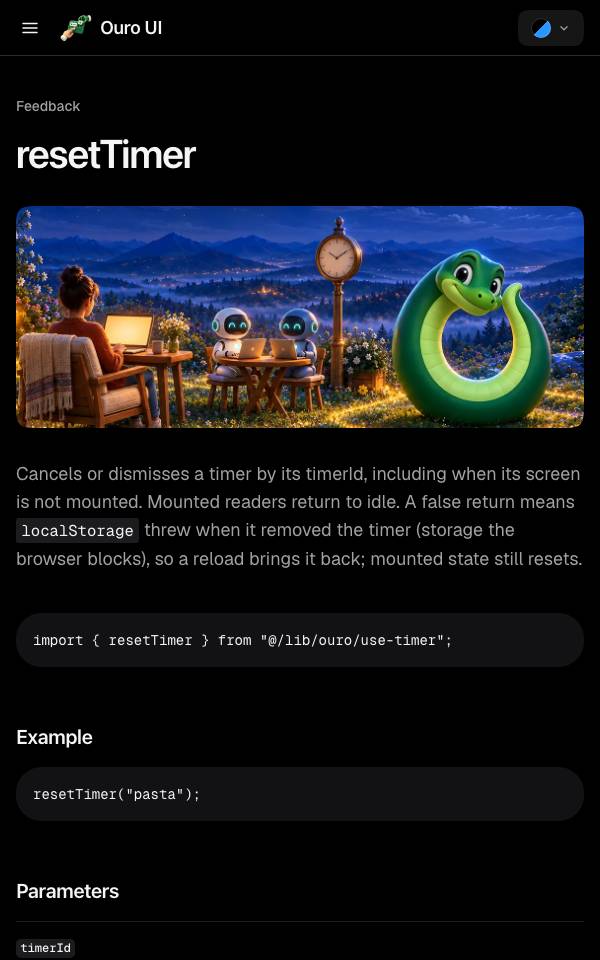 Ouro UI
Feedback
resetTimer
Cancels or dismisses a timer by its timerId, including when its screen
is not mounted. Mounted readers return to idle. A false return means
localStorage threw when it removed the timer (storage the
browser blocks), so a reload brings it back; mounted state still resets.
import { resetTimer } from "@/lib/ouro/use-timer";
Example
resetTimer("pasta");
Parameters
timerId